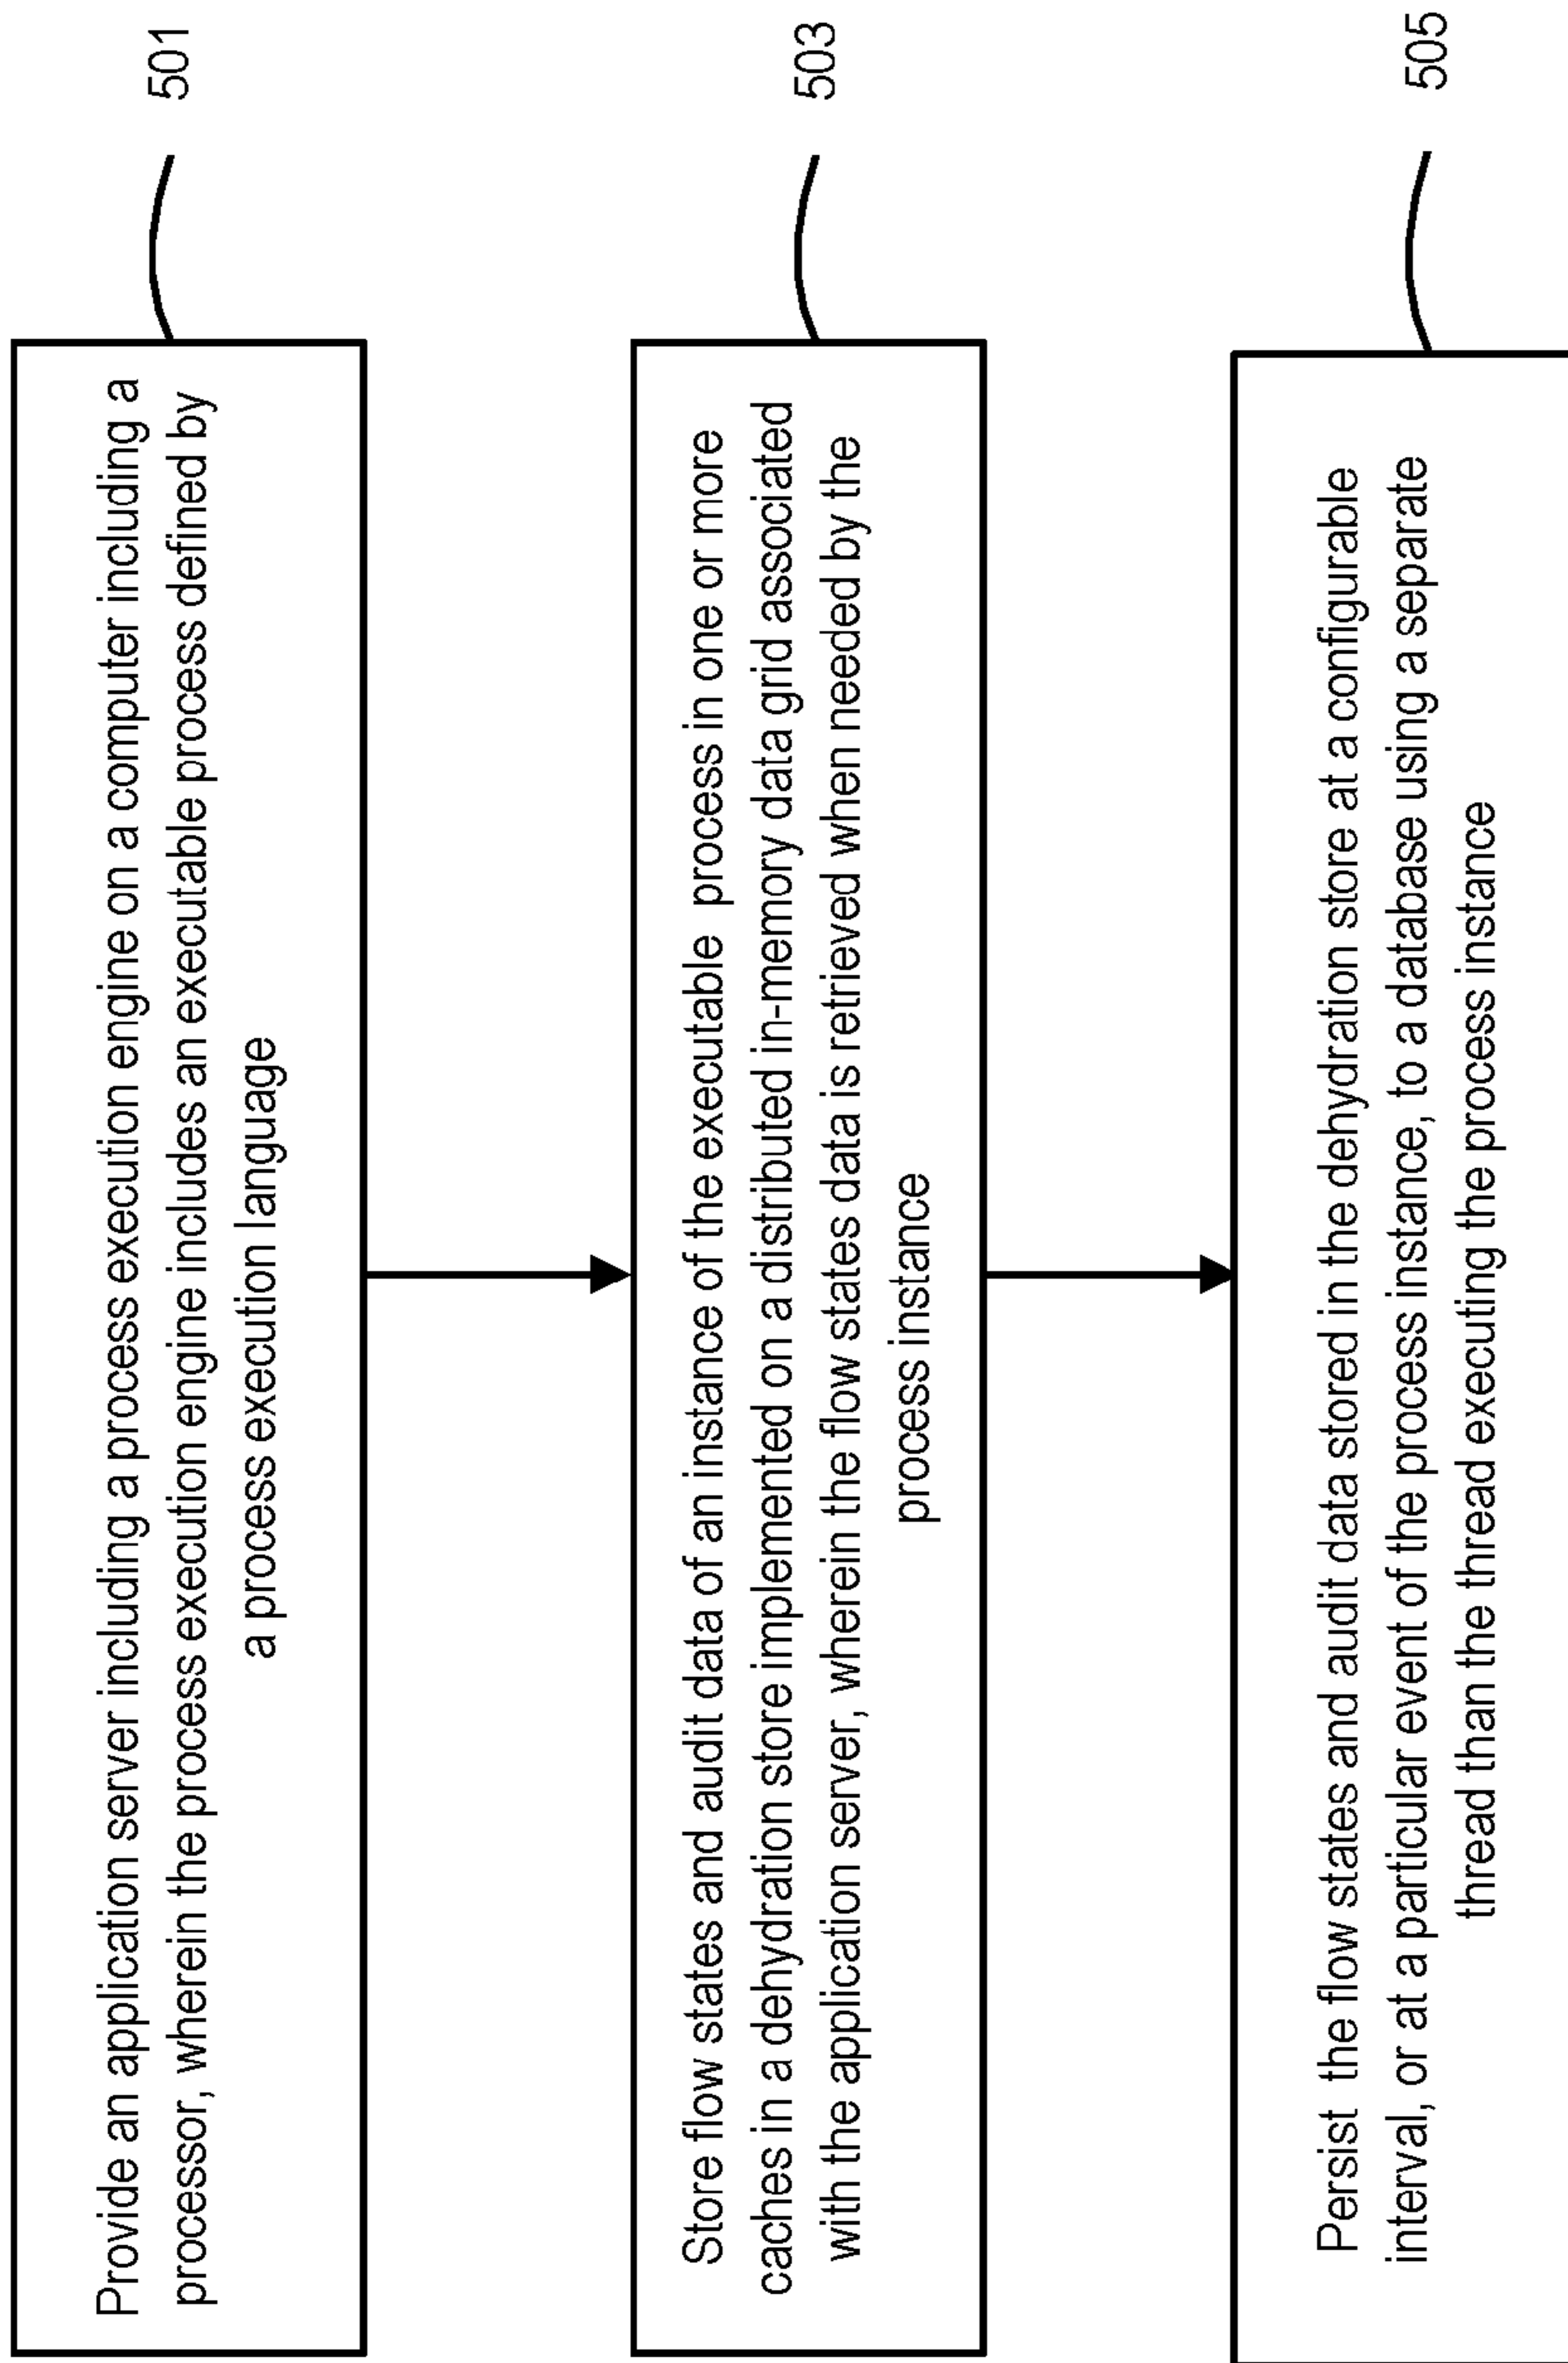 Provide an application server including a process execution engine on a computer including a
processor, wherein the process execution engine includes an executable process defined by
a process execution language
501
Store flow states and audit data of an instance of the executable process in one or more
caches in a dehydration store implemented on a distributed in-memory data grid associated
with the application server, wherein the flow states data is retrieved when needed by the
process instance
503
Persist the flow states and audit data stored in the dehydration store at a configurable
interval, or at a particular event of the process instance, to a database using a separate
thread than the thread executing the process instance
505